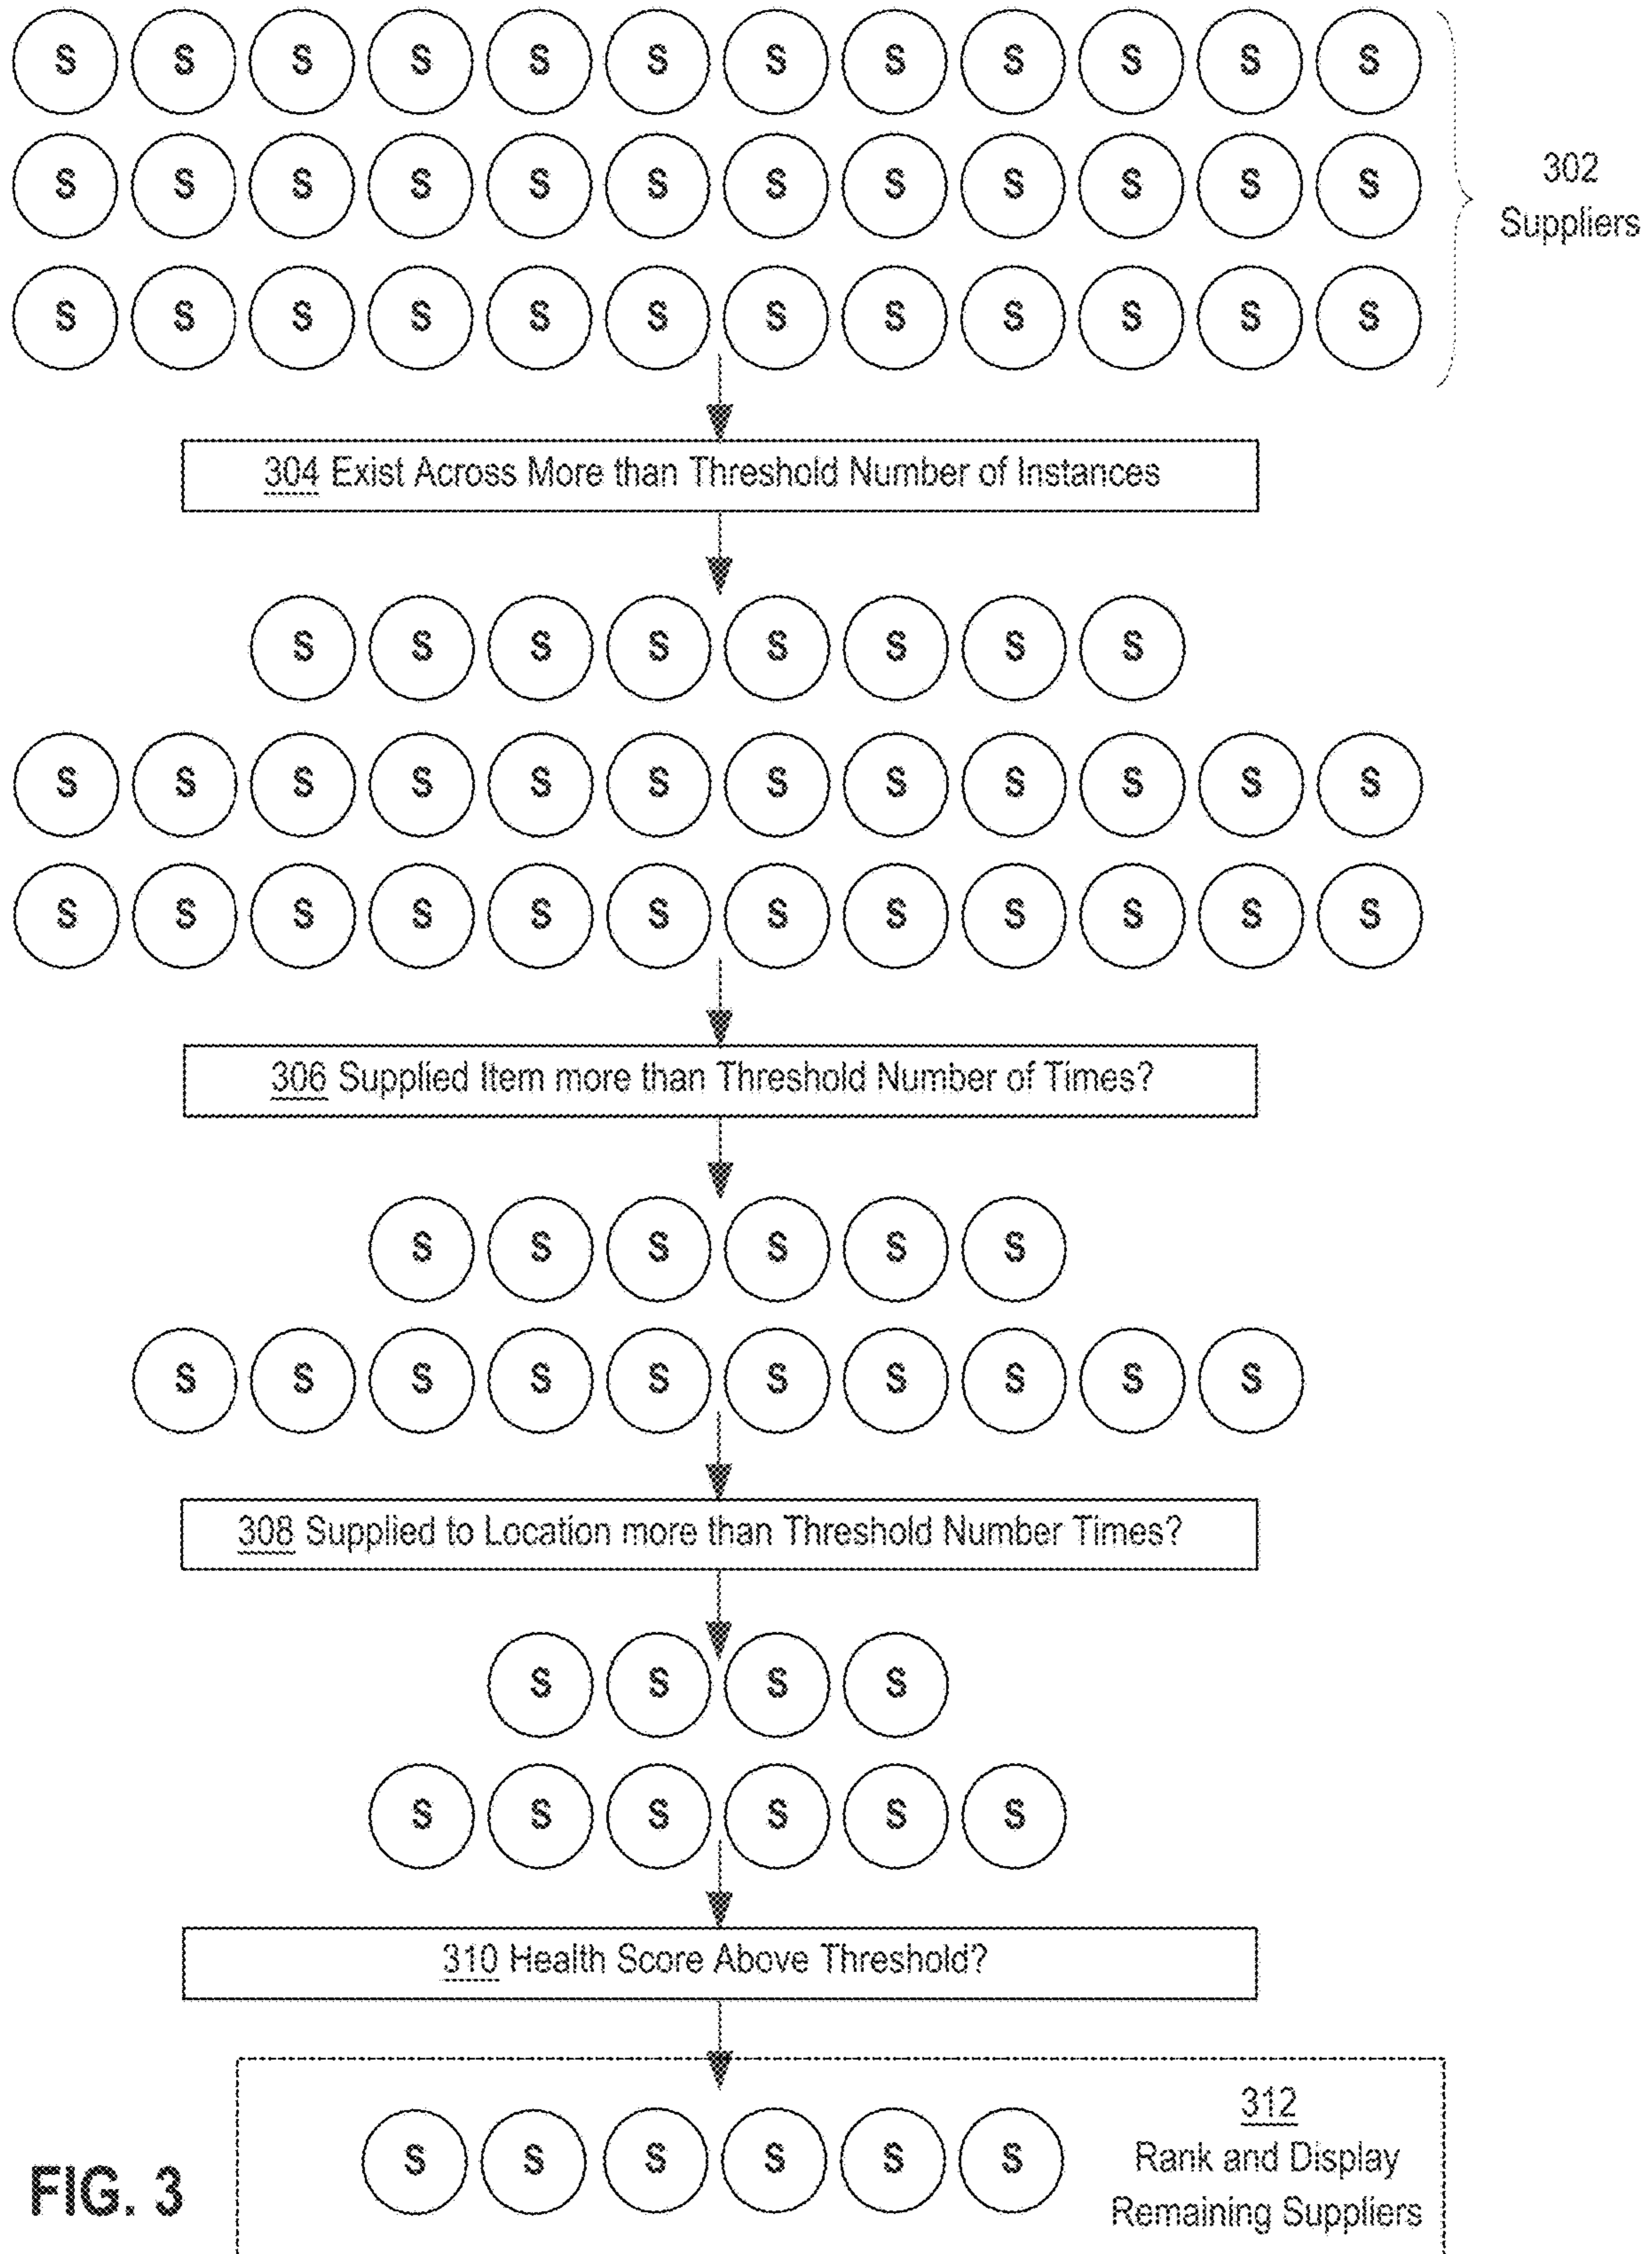 S S S S S S S S S S S S
S S S S S S S S S S S S
302
Suppliers
S S S S S S S S S S S S
304 Exist Across More than Threshold Number of Instances
S S S S S S S S
S S S S S S S S S S S S
S S S S S S S S S S S S
306 Supplied Item more than Threshold Number of Times?
S S S S S S
S S S S S S S S S S
308 Supplied to Location more than Threshold Number Times?
S S S S
S S S S S S
310 Health Score Above Threshold?
S S S S S S
312
Rank and Display
Remaining Suppliers
FIG. 3